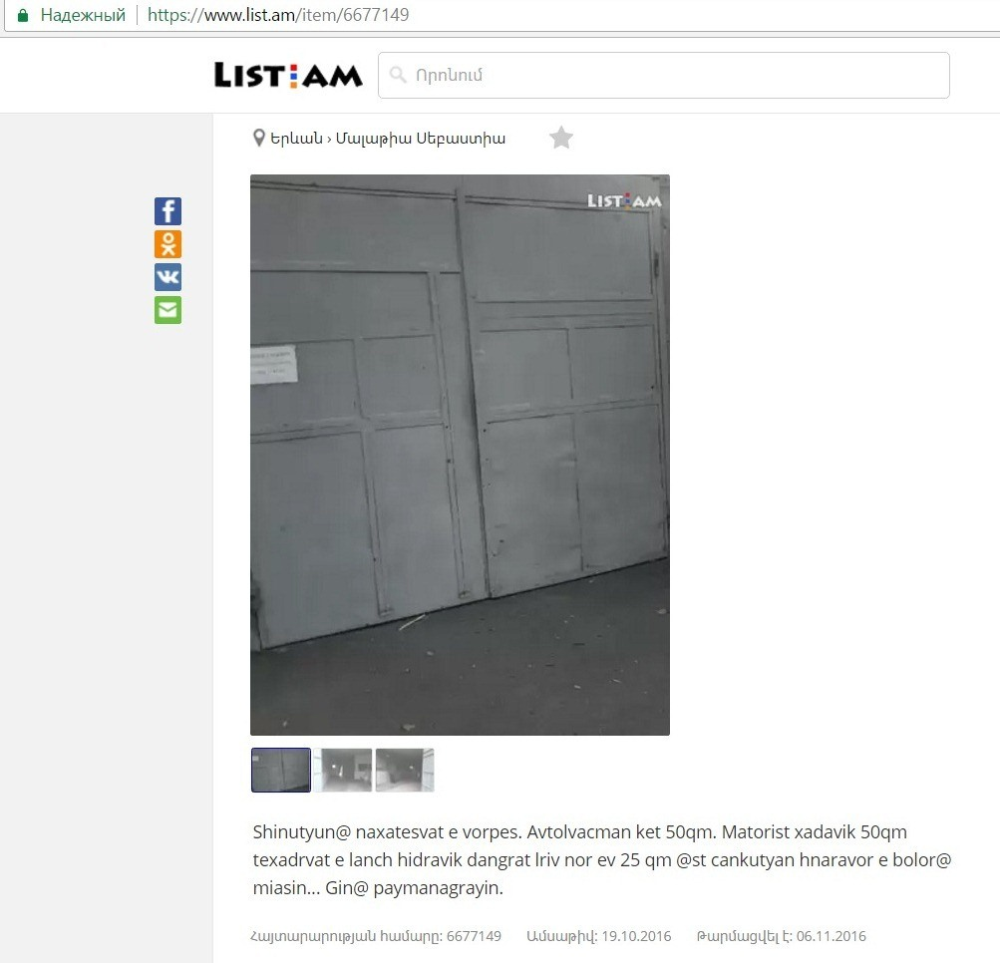 Надежный | https://www.list.am/item/6677149
LIST:AM
Որոնում
Երևան › Մալաթիա Սեբաստիա
LIST:AM
Shinutyun@ naxatesvat e vorpes. Avtolvacman ket 50qm. Matorist xadavik 50qm
texadrvat e lanch hidravik dangrat lriv nor ev 25 qm @st cankutyan hnaravor e bolor@
miasin... Gin@ paymanagrayin.
Հայտարարության համարը: 6677149 Ամսաթիվ: 19.10.2016 Թարմացվել է: 06.11.2016